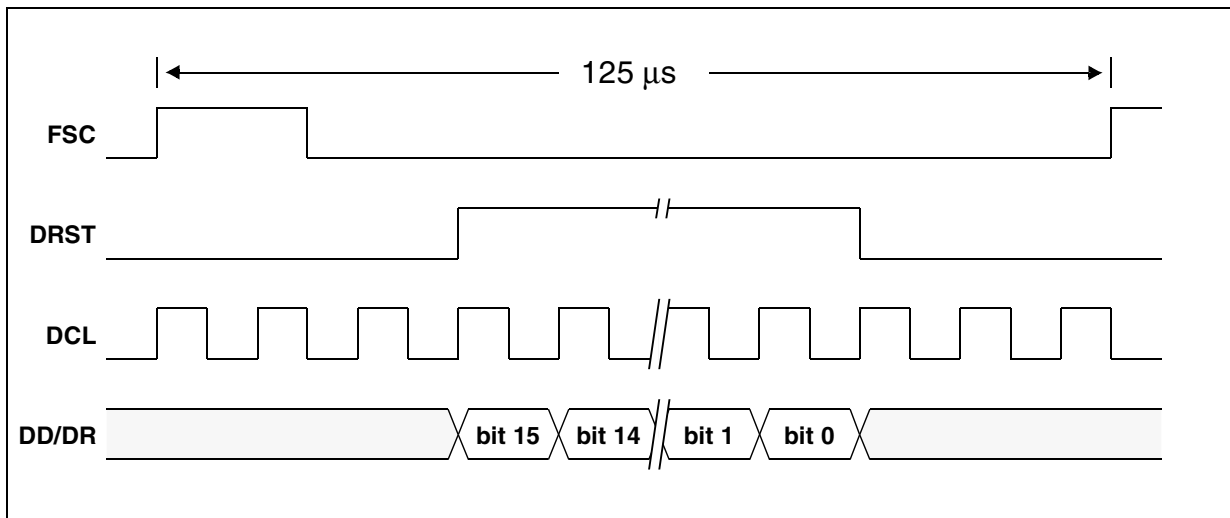 125 μs
FSC
DRST
DCL
DD/DR bit 15 bit 14 bit 1 bit 0